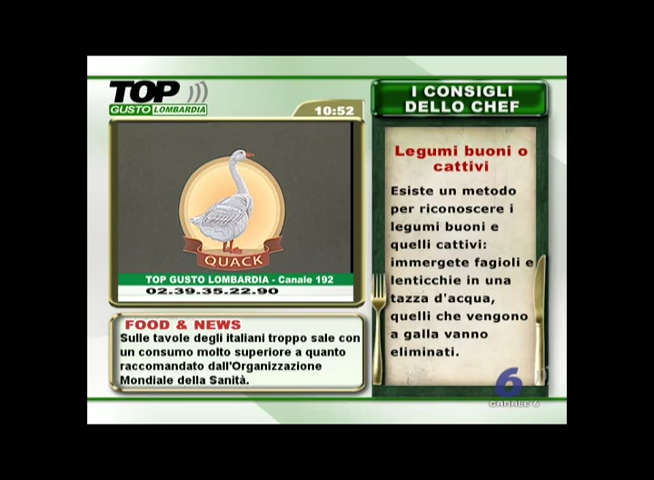 TOP
GUSTO LOMBARDIA
10:52
QUACK
TOP GUSTO LOMBARDIA - Canale 192
02.39.35.22.90
FOOD & NEWS
Sulle tavole degli italiani troppo sale con
un consumo molto superiore a quanto
raccomandato dall'Organizzazione
Mondiale della Sanità.
I CONSIGLI
DELLO CHEF
Legumi buoni o
cattivi
Esiste un metodo
per riconoscere i
legumi buoni e
quelli cattivi:
immergete fagioli e
lenticchie in una
tazza d'acqua,
quelli che vengono
a galla vanno
eliminati.
6
CANALE 6